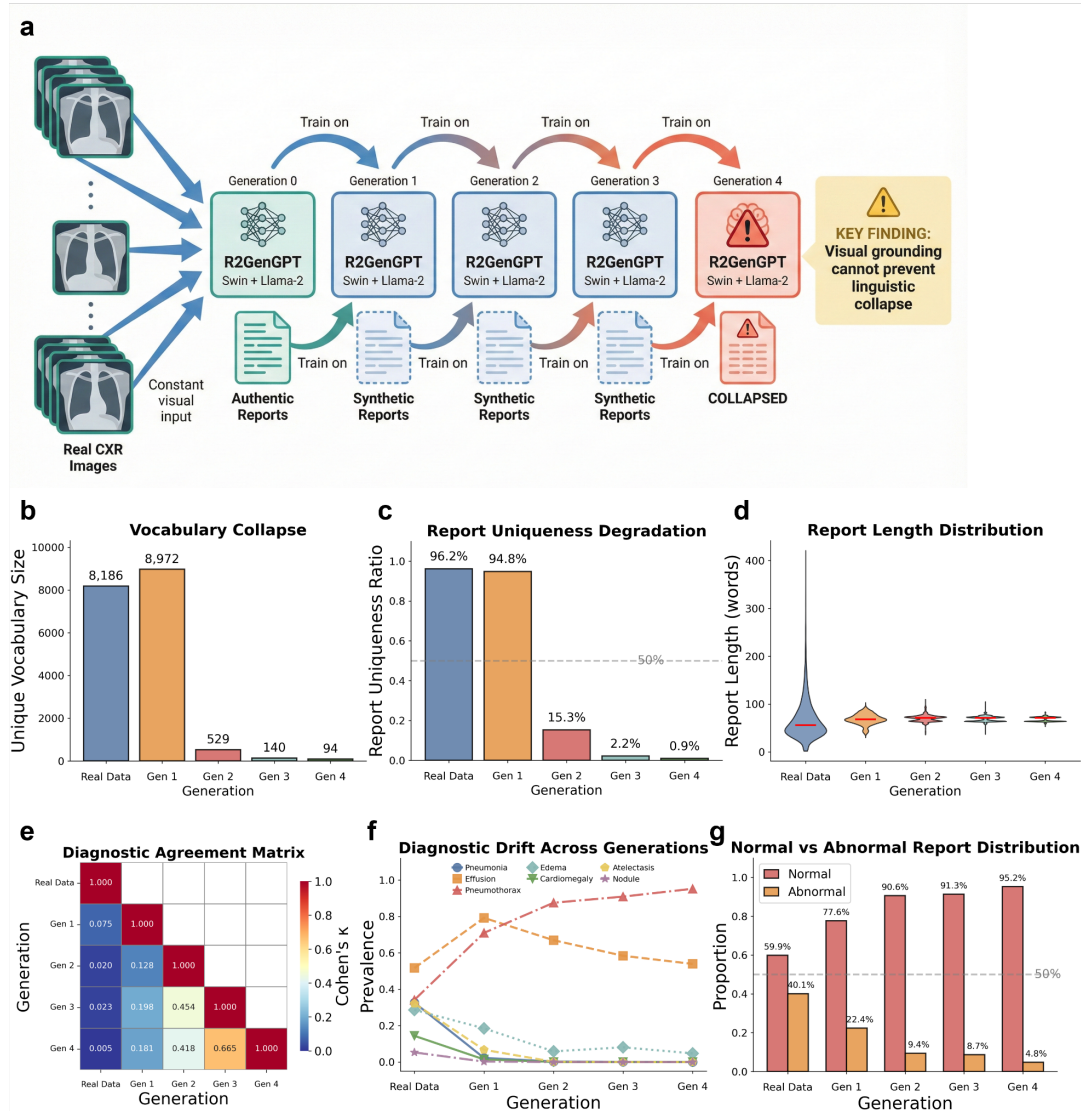 a
Train on
Train on
Train on
Train on
Generation 0
Generation 1
Generation 2
Generation 3
Generation 4
R2GenGPT
Swin + Llama-2
R2GenGPT
Swin + Llama-2
R2GenGPT
Swin + Llama-2
R2GenGPT
Swin + Llama-2
R2GenGPT
Swin + Llama-2
KEY FINDING:
Visual grounding
cannot prevent
linguistic
collapse
Constant
visual
input
Real CXR
Images
Train on
Train on
Train on
Train on
Authentic
Reports
Synthetic
Reports
Synthetic
Reports
Synthetic
Reports
COLLAPSED
b
Vocabulary Collapse
Unique Vocabulary Size
10000
8000
6000
4000
2000
0
8,186
8,972
529
140
94
Real Data
Gen 1
Gen 2
Gen 3
Gen 4
Generation
c
Report Uniqueness Degradation
Report Uniqueness Ratio
1.0
0.8
0.6
0.4
0.2
0.0
96.2%
94.8%
50%
15.3%
2.2%
0.9%
Real Data
Gen 1
Gen 2
Gen 3
Gen 4
Generation
d
Report Length Distribution
Report Length (words)
400
300
200
100
0
Real Data
Gen 1
Gen 2
Gen 3
Gen 4
Generation
e
Diagnostic Agreement Matrix
Generation
Real Data
1.000
Gen 1
0.075
1.000
Gen 2
0.020
0.128
1.000
Gen 3
0.023
0.198
0.454
1.000
Gen 4
0.005
0.181
0.418
0.665
1.000
Real Data
Gen 1
Gen 2
Gen 3
Gen 4
Generation
1.0
0.8
0.6
0.4
0.2
0.0
Cohen's κ
f
Diagnostic Drift Across Generations
Pneumonia
Effusion
Pneumothorax
Edema
Cardiomegaly
Atelectasis
Nodule
Prevalence
1.0
0.8
0.6
0.4
0.2
0.0
Real Data
Gen 1
Gen 2
Gen 3
Gen 4
Generation
g
Normal vs Abnormal Report Distribution
Normal
Abnormal
Proportion
1.0
0.8
0.6
0.4
0.2
0.0
59.9%
40.1%
77.6%
22.4%
90.6%
9.4%
91.3%
8.7%
95.2%
4.8%
50%
Real Data
Gen 1
Gen 2
Gen 3
Gen 4
Generation